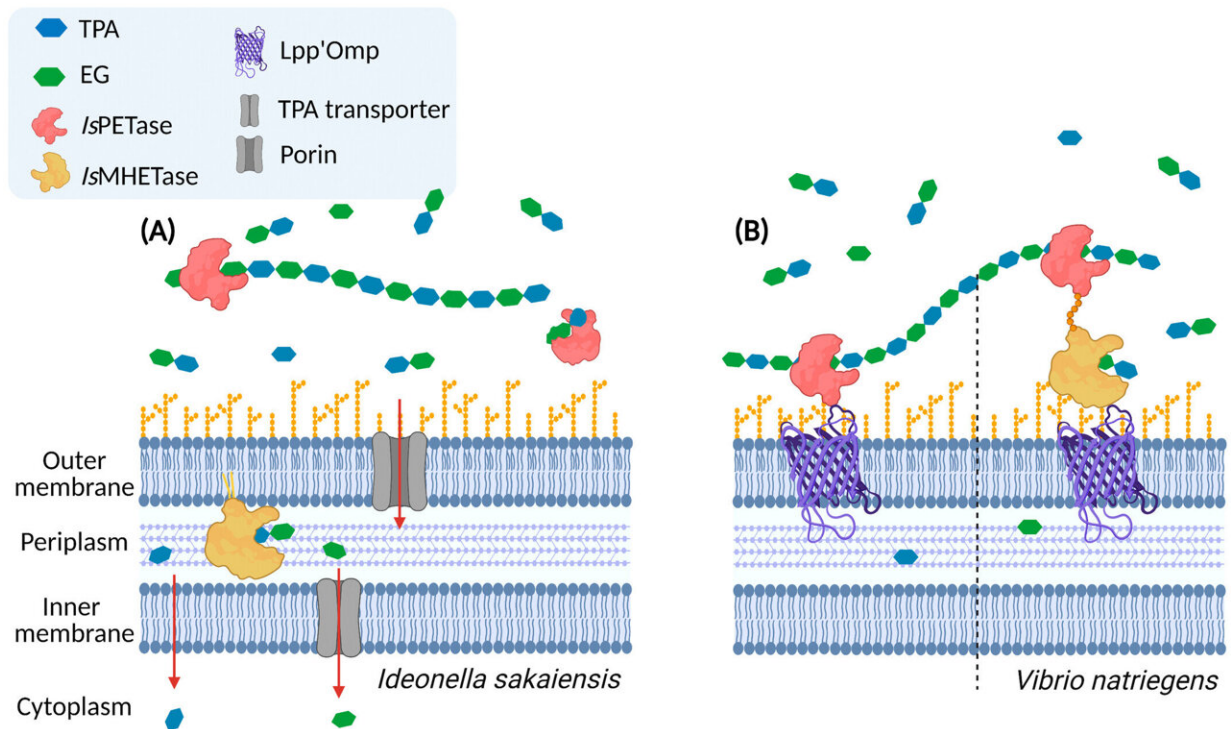 TPA
EG
IsPETase
IsMHETase
Lpp'Omp
TPA transporter
Porin
(A)
Outer
membrane
Periplasm
Inner
membrane
Cytoplasm
Ideonella sakaiensis
(B)
Vibrio natriegens